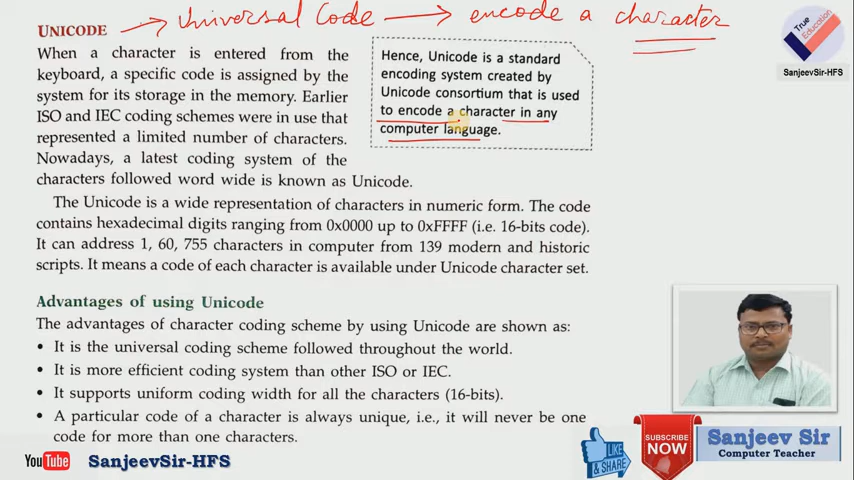 UNICODE → Universal Code → encode a character
True Education
SanjeevSir-HFS
When a character is entered from the
keyboard, a specific code is assigned by the
system for its storage in the memory. Earlier
ISO and IEC coding schemes were in use that
represented a limited number of characters.
Nowadays, a latest coding system of the
characters followed word wide is known as Unicode.
Hence, Unicode is a standard
encoding system created by
Unicode consortium that is used
to encode a character in any
computer language.
The Unicode is a wide representation of characters in numeric form. The code
contains hexadecimal digits ranging from 0x0000 up to 0xFFFF (i.e. 16-bits code).
It can address 1, 60, 755 characters in computer from 139 modern and historic
scripts. It means a code of each character is available under Unicode character set.
Advantages of using Unicode
The advantages of character coding scheme by using Unicode are shown as:
• It is the universal coding scheme followed throughout the world.
• It is more efficient coding system than other ISO or IEC.
• It supports uniform coding width for all the characters (16-bits).
• A particular code of a character is always unique, i.e., it will never be one
code for more than one characters.
YouTube SanjeevSir-HFS
LIKE & SHARE
SUBSCRIBE NOW
Sanjeev Sir
Computer Teacher